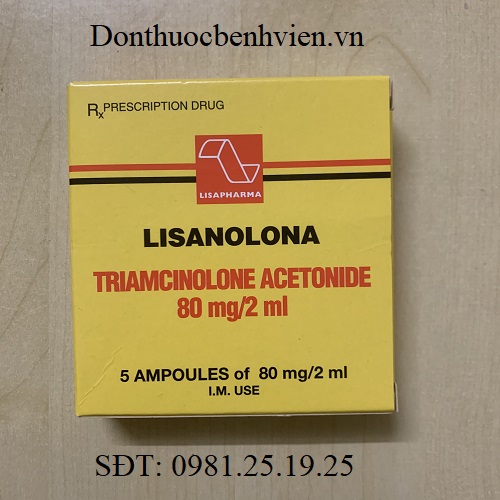 Donthuocbenhvien.vn
Rx PRESCRIPTION DRUG
LISAPHARMA
LISANOLONA
TRIAMCINOLONE ACETONIDE
80 mg/2 ml
5 AMPOULES of 80 mg/2 ml
I.M. USE
SĐT: 0981.25.19.25